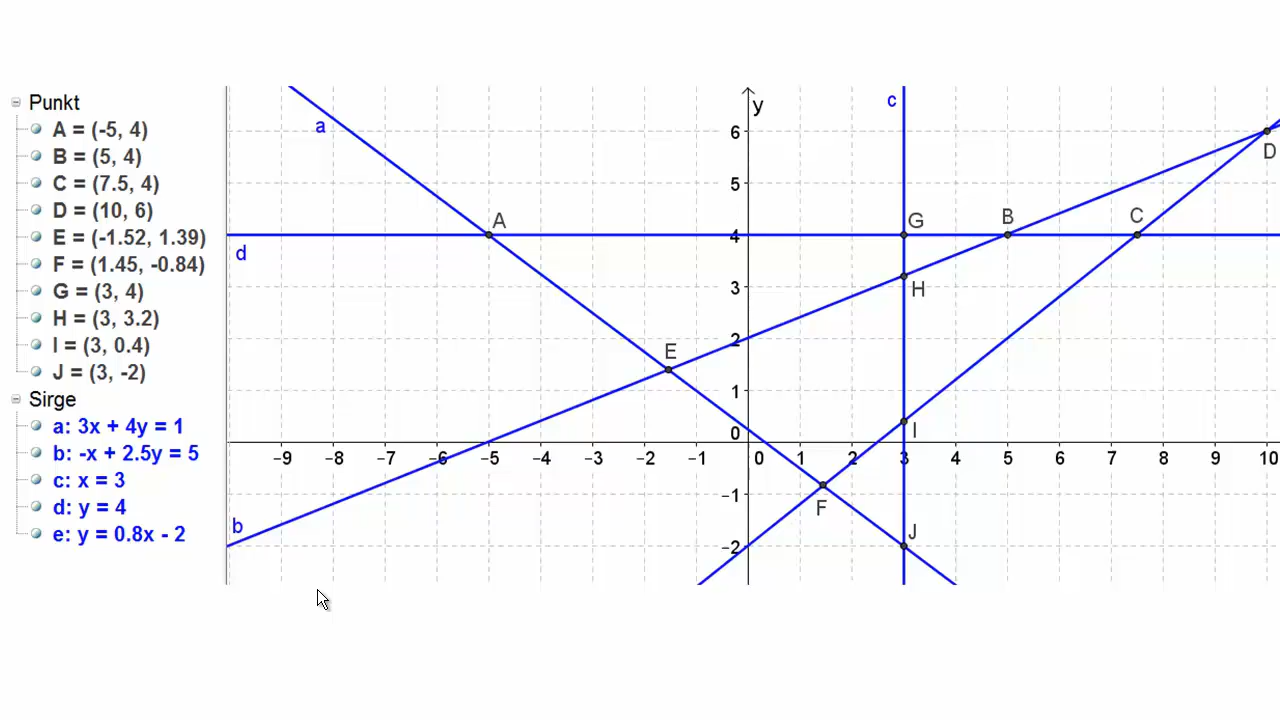 Punkt
A = (-5, 4)
B = (5, 4)
C = (7.5, 4)
D = (10, 6)
E = (-1.52, 1.39)
F = (1.45, -0.84)
G = (3, 4)
H = (3, 3.2)
I = (3, 0.4)
J = (3, -2)
Sirge
a: 3x + 4y = 1
b: -x + 2.5y = 5
c: x = 3
d: y = 4
e: y = 0.8x - 2
c
y
a
6
D
5
A
G
B
C
4
d
3
H
2
E
1
0
I
−9 −8 −7 −6 −5 −4 −3 −2 −1 0 1 2 3 4 5 6 7 8 9 10
−1
F
b
J
−2